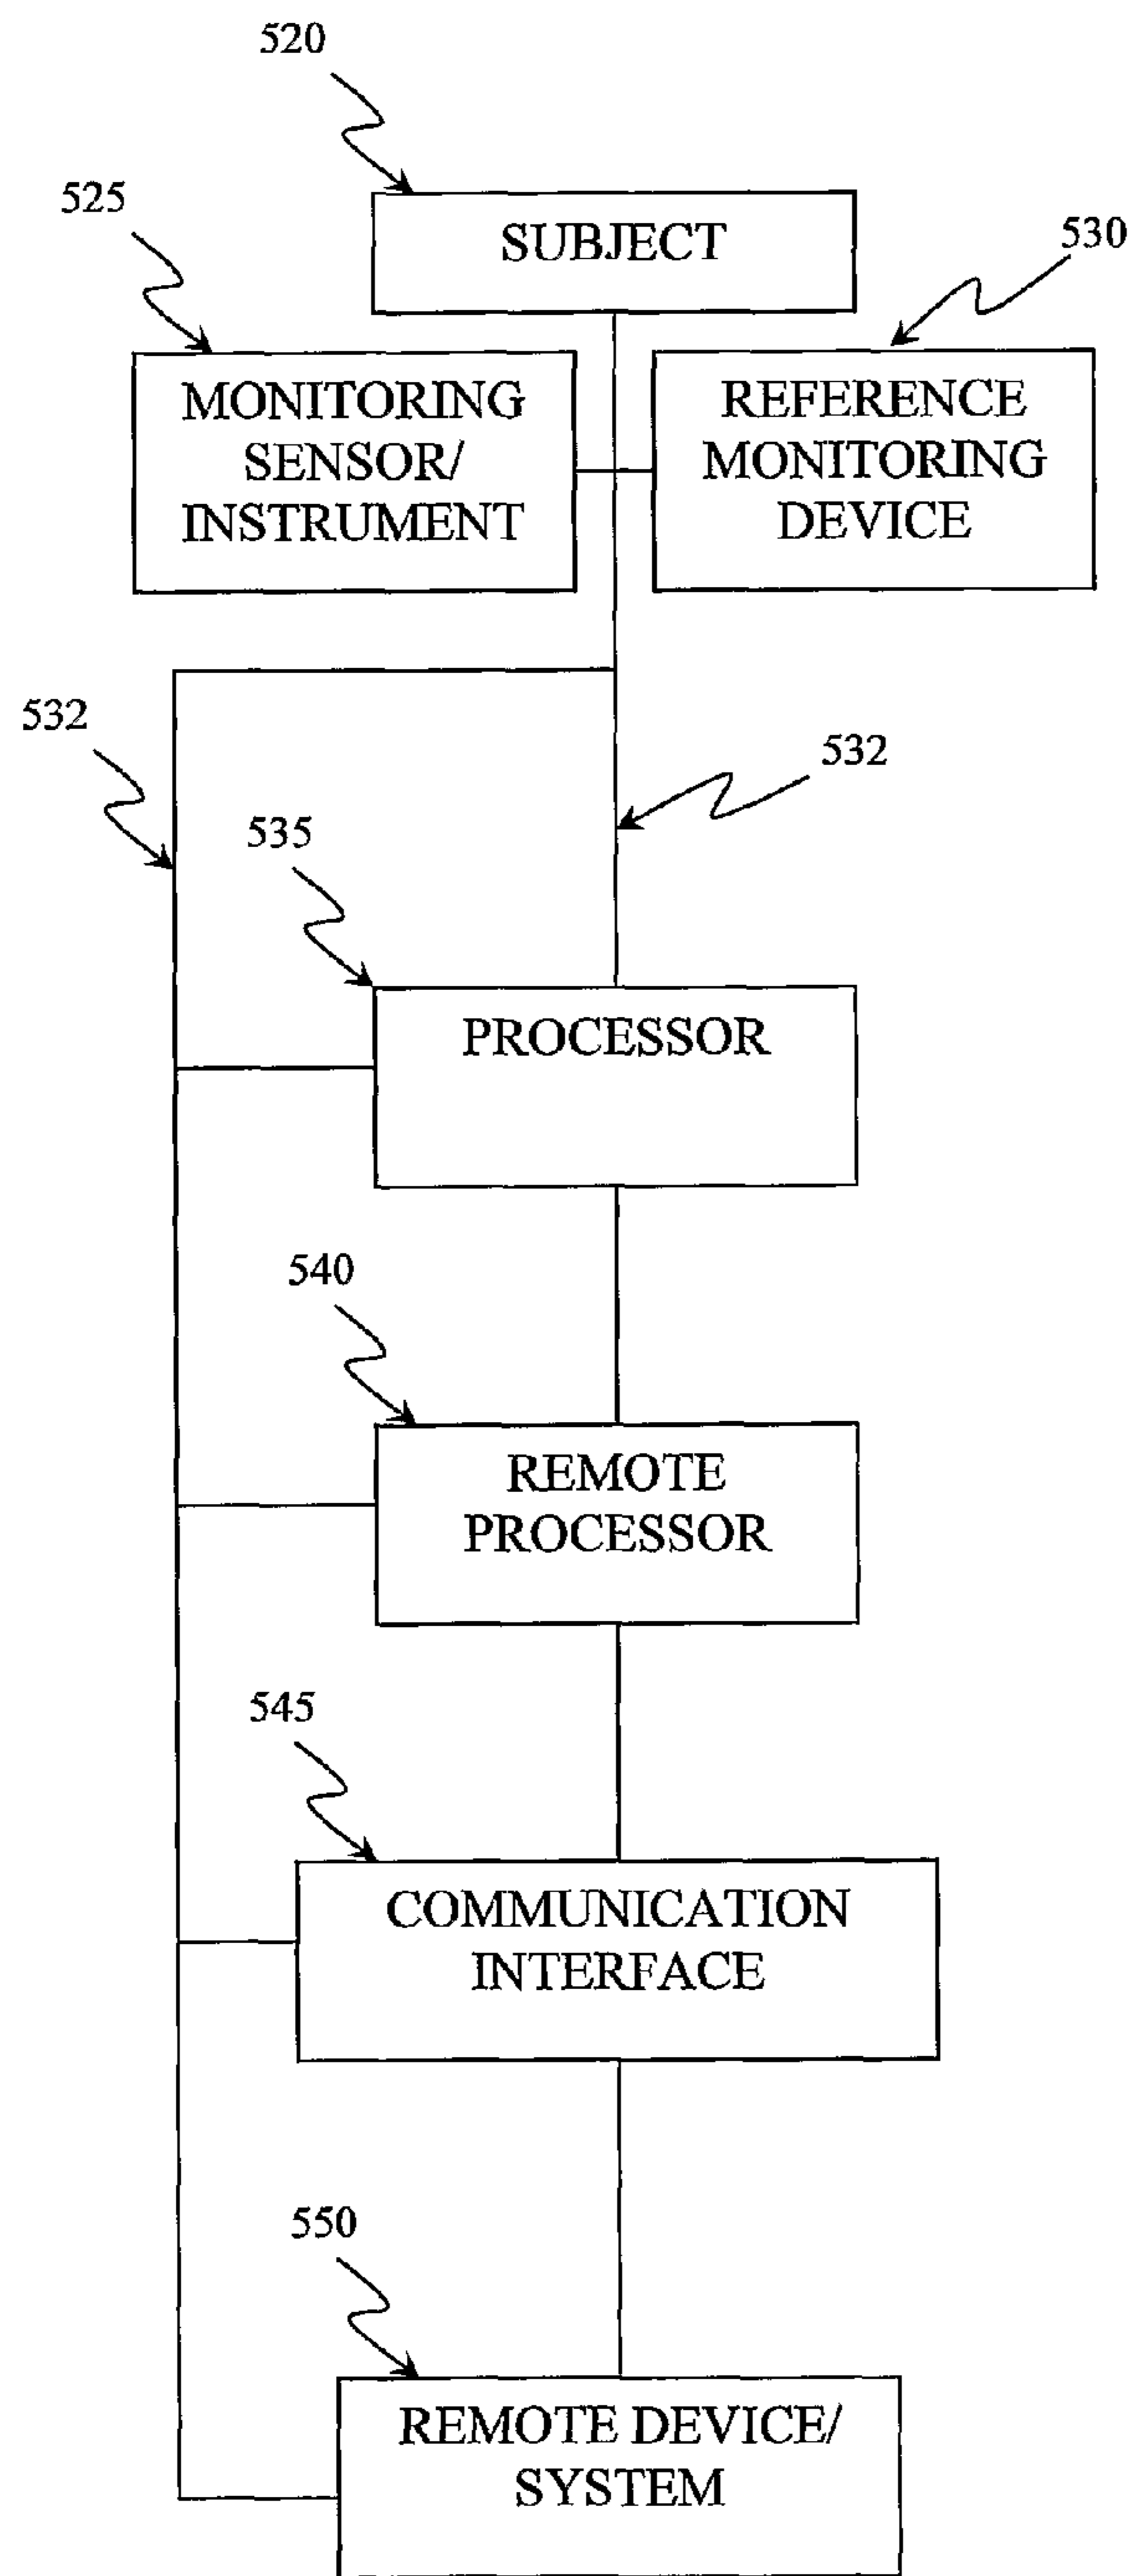 520
SUBJECT
525
530
MONITORING
SENSOR/
INSTRUMENT
REFERENCE
MONITORING
DEVICE
532
532
535
PROCESSOR
540
REMOTE
PROCESSOR
545
COMMUNICATION
INTERFACE
550
REMOTE DEVICE/
SYSTEM